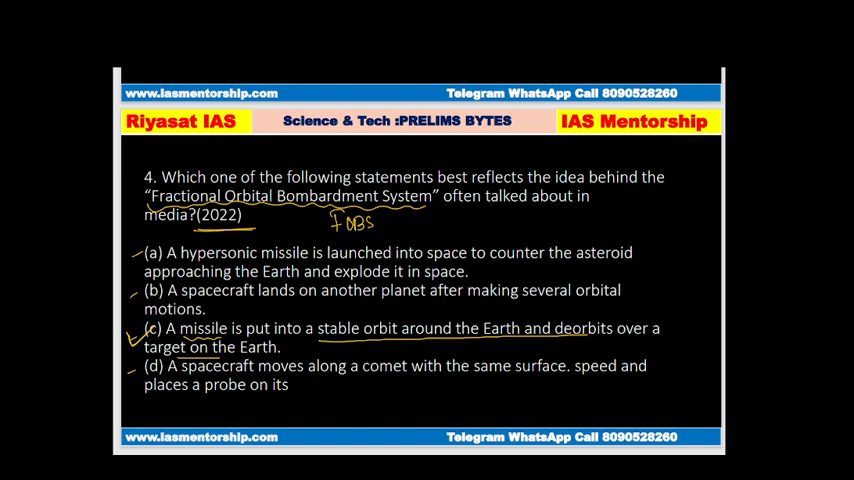 www.iasmentorship.com Telegram WhatsApp Call 8090528260
Riyasat IAS Science & Tech :PRELIMS BYTES IAS Mentorship
4. Which one of the following statements best reflects the idea behind the
“Fractional Orbital Bombardment System” often talked about in
media?(2022)
FOBS
(a) A hypersonic missile is launched into space to counter the asteroid
approaching the Earth and explode it in space.
(b) A spacecraft lands on another planet after making several orbital
motions.
(c) A missile is put into a stable orbit around the Earth and deorbits over a
target on the Earth.
(d) A spacecraft moves along a comet with the same surface. speed and
places a probe on its
www.iasmentorship.com Telegram WhatsApp Call 8090528260